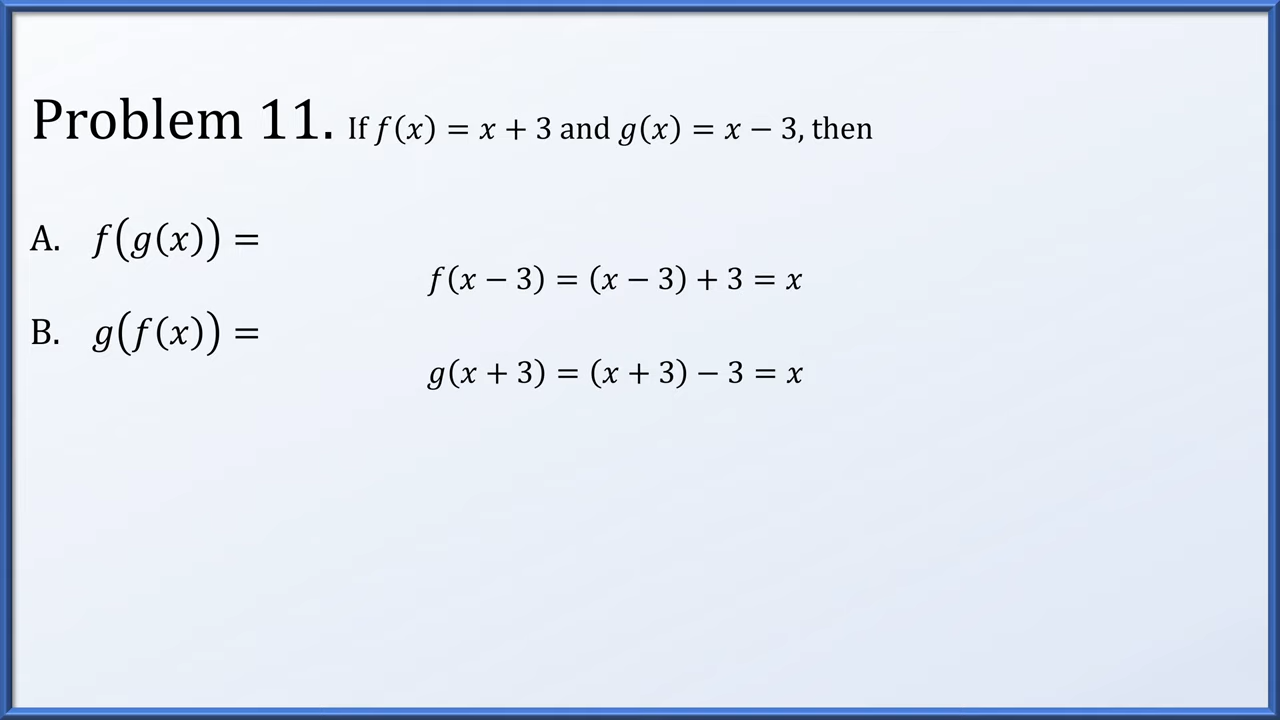 Problem 11. If f(x) = x + 3 and g(x) = x − 3, then
A. f(g(x)) =
f(x − 3) = (x − 3) + 3 = x
B. g(f(x)) =
g(x + 3) = (x + 3) − 3 = x